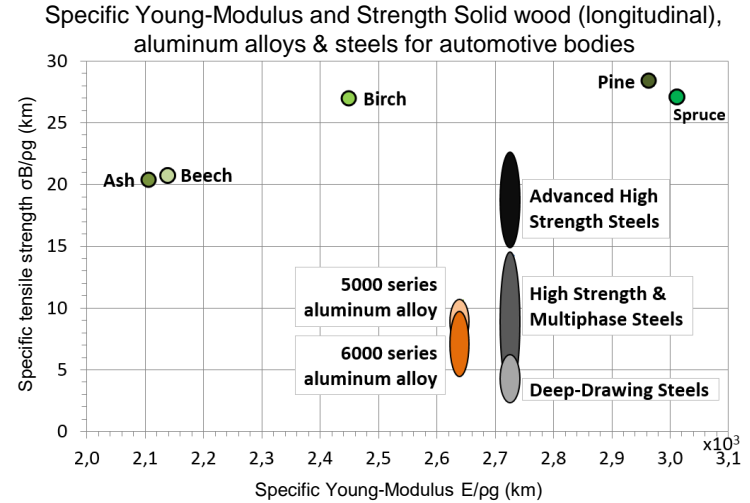 Specific Young-Modulus and Strength Solid wood (longitudinal),
aluminum alloys & steels for automotive bodies
Specific tensile strength σB/ρg (km)
30
25
20
15
10
5
0
Pine
Spruce
Birch
Ash
Beech
Advanced High
Strength Steels
5000 series
aluminum alloy
High Strength &
Multiphase Steels
6000 series
aluminum alloy
Deep-Drawing Steels
x10³
2,0 2,1 2,2 2,3 2,4 2,5 2,6 2,7 2,8 2,9 3,0 3,1
Specific Young-Modulus E/ρg (km)